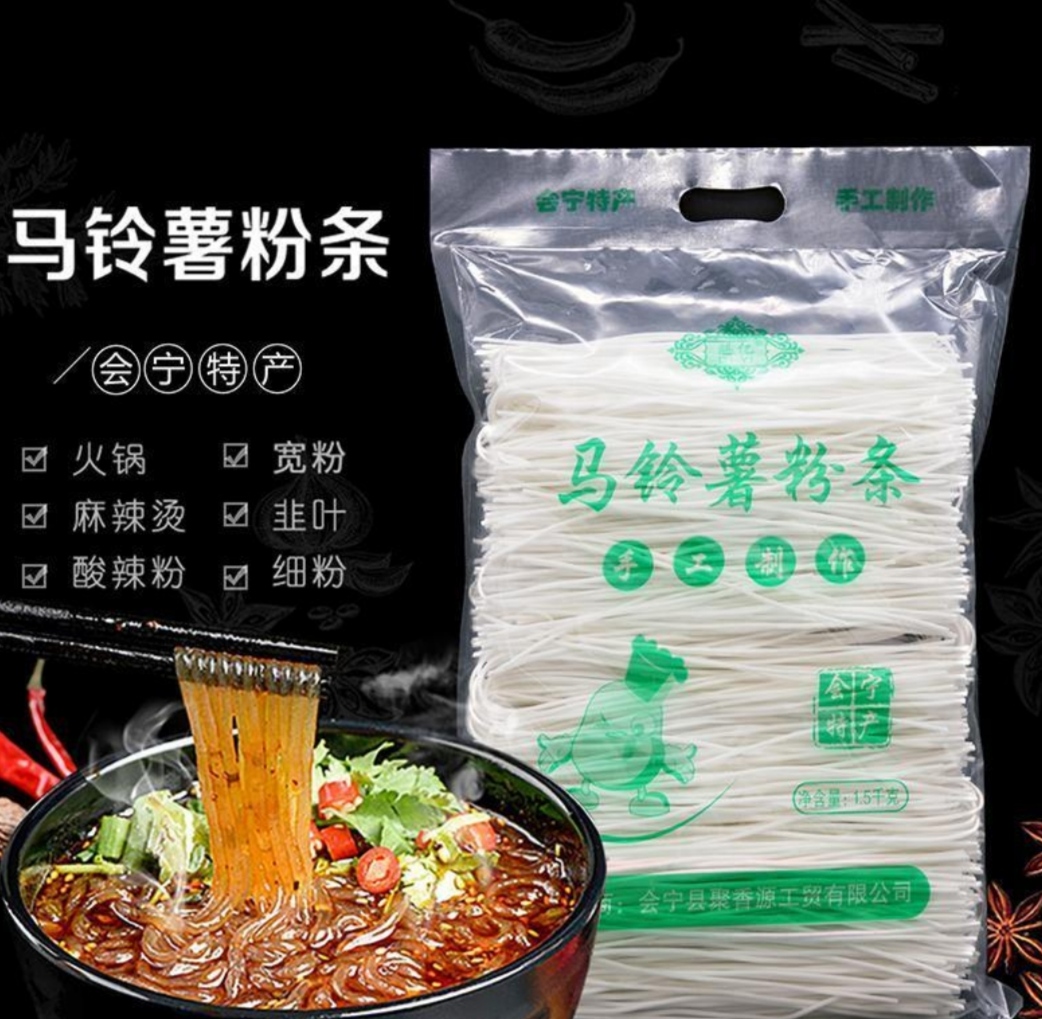 马铃薯粉条
会宁特产
火锅
宽粉
麻辣烫
韭叶
酸辣粉
细粉
会宁特产
手工制作
马铃薯粉条
手工制作
会宁
特产
净含量：1.5千克
商：会宁县聚香源工贸有限公司